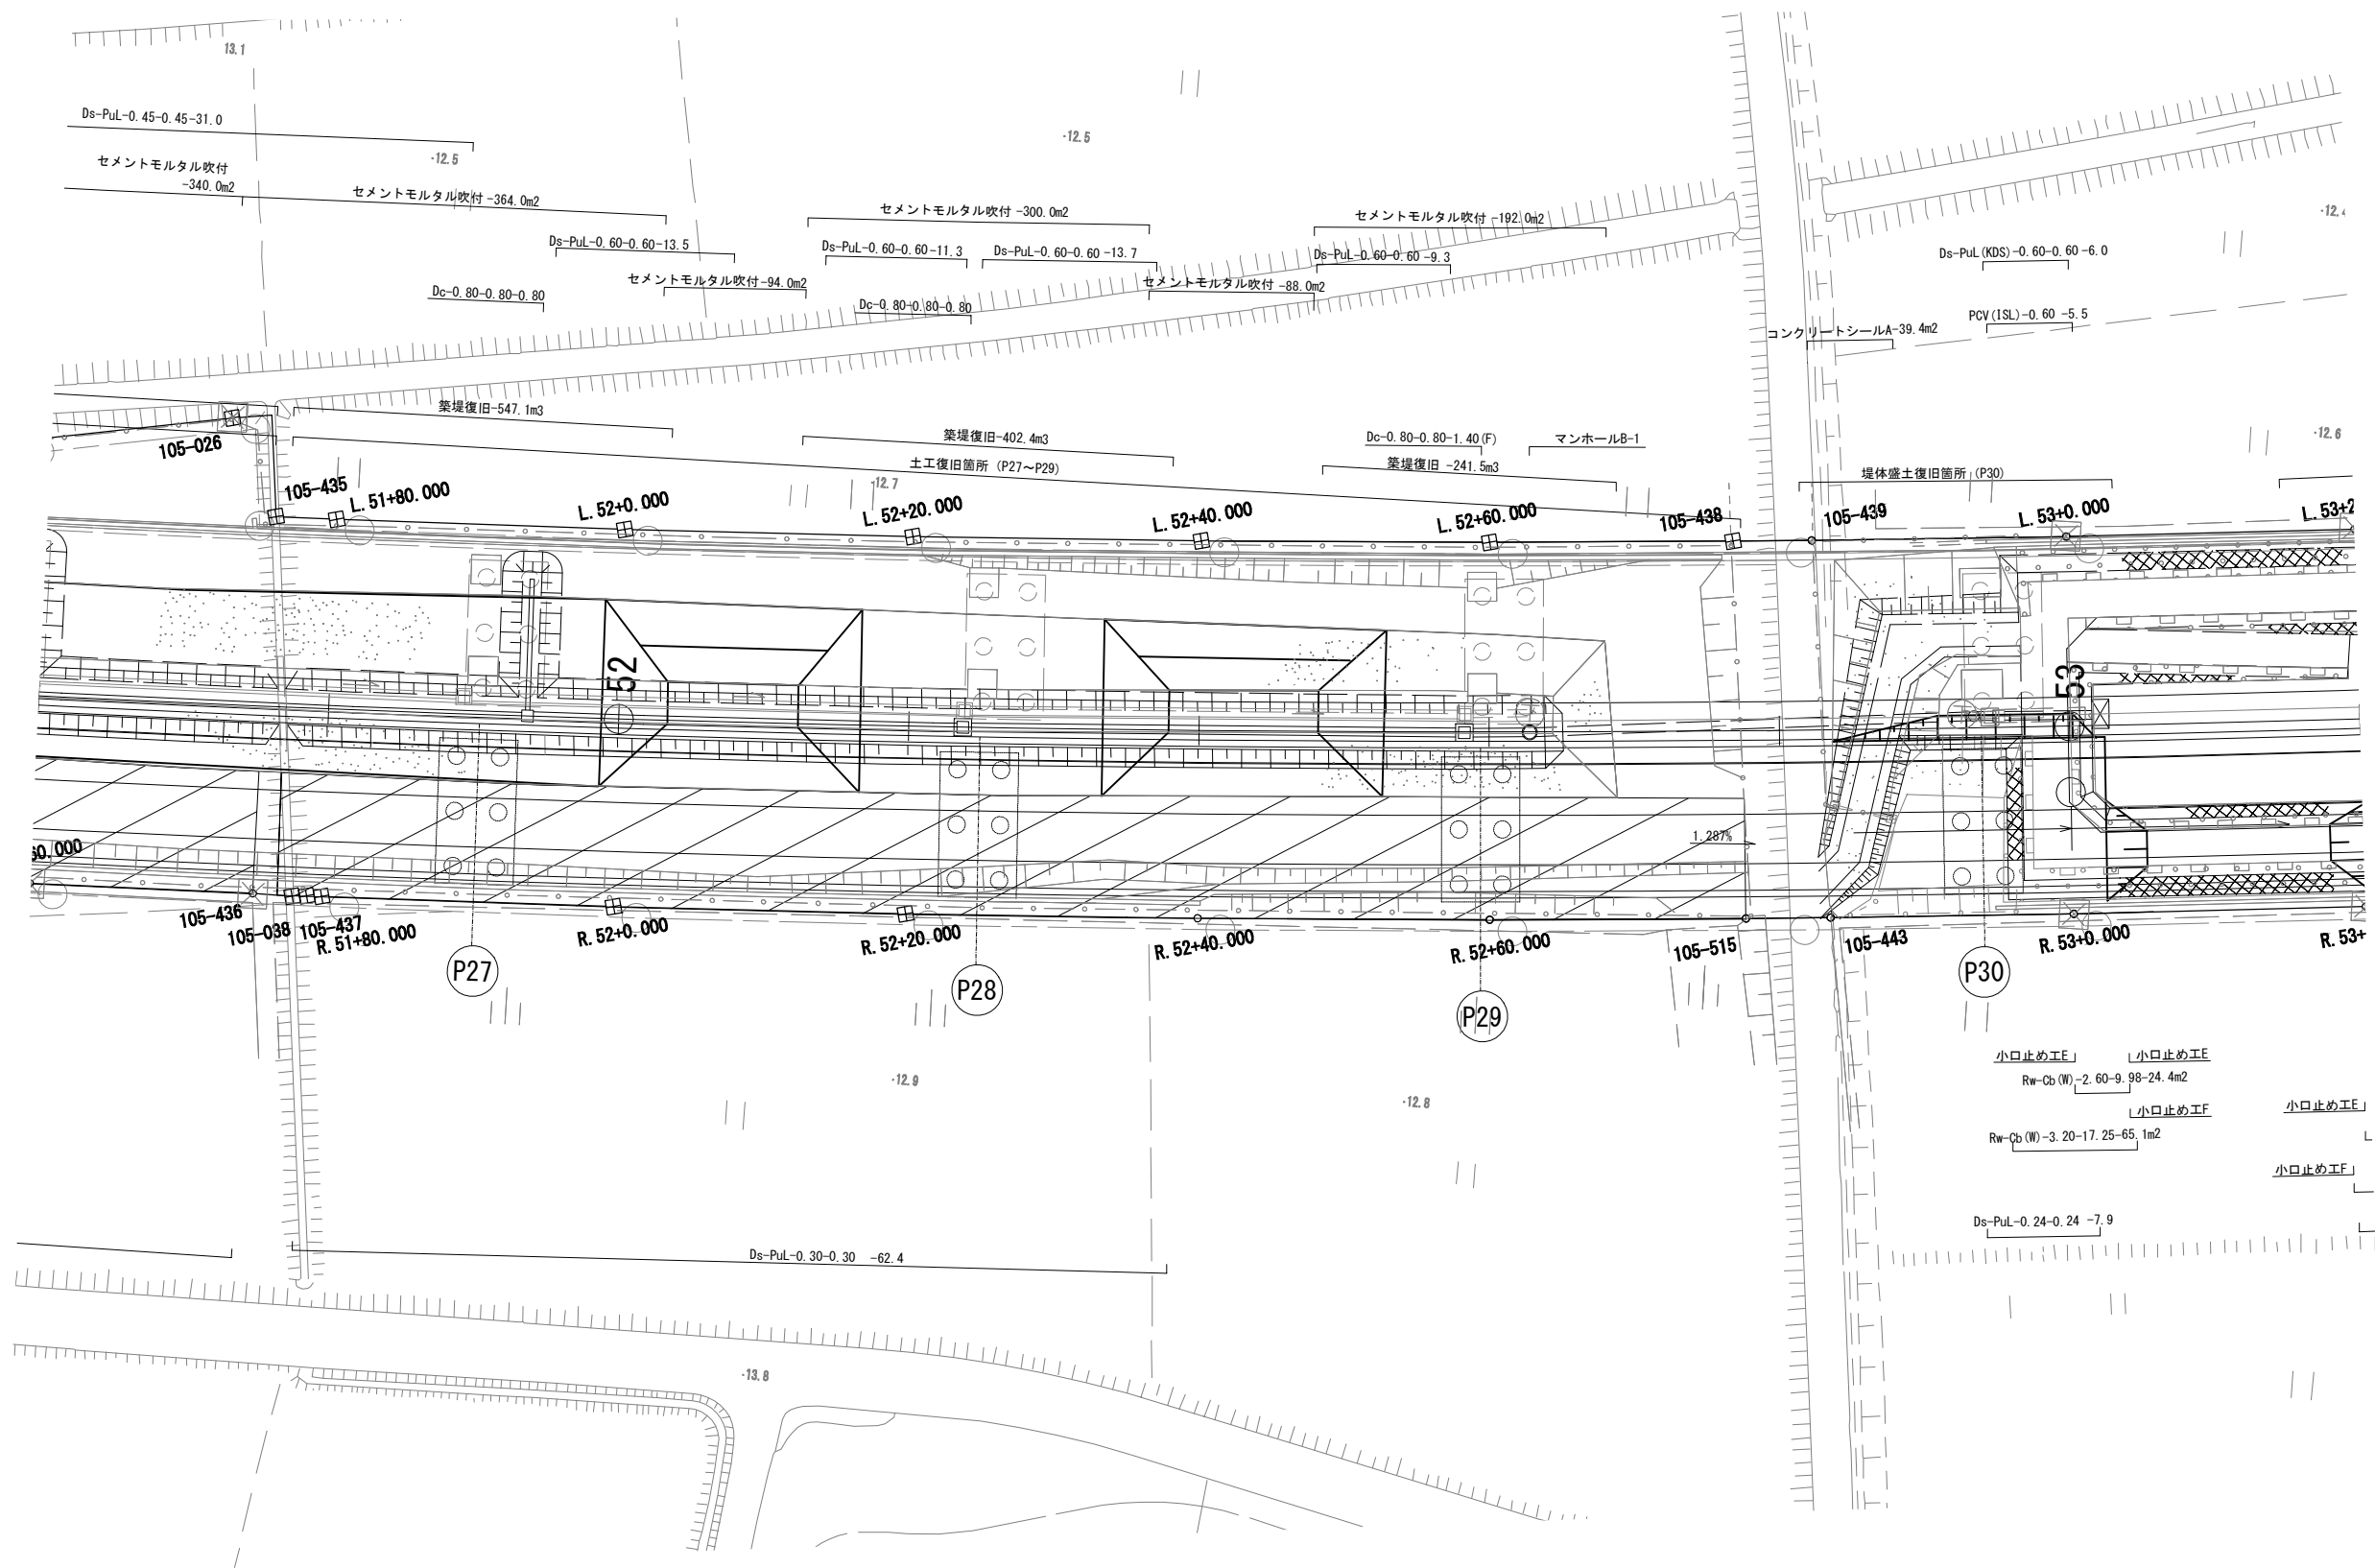 13.1
Ds-PuL-0.45-0.45-31.0
-12.5
-12.5
セメントモルタル吹付
-340.0m2
セメントモルタル吹付 -364.0m2
セメントモルタル吹付 -300.0m2
セメントモルタル吹付 -192.0m2
-12.4
Ds-PuL-0.60-0.60-13.5
Ds-PuL-0.60-0.60-11.3
Ds-PuL-0.60-0.60 -13.7
Ds-PuL-0.60-0.60 -9.3
Ds-PuL(KDS)-0.60-0.60 -6.0
セメントモルタル吹付-94.0m2
セメントモルタル吹付 -88.0m2
Dc-0.80-0.80-0.80
Dc-0.80-0.80-0.80
PCV(ISL)-0.60 -5.5
コンクリートシールA-39.4m2
築堤復旧-547.1m3
築堤復旧-402.4m3
Dc-0.80-0.80-1.40(F)
マンホールB-1
-12.6
105-026
土工復旧箇所 (P27〜P29)
築堤復旧 -241.5m3
堤体盛土復旧箇所 (P30)
-12.7
105-435
L.51+80.000
L.52+0.000
L.52+20.000
L.52+40.000
L.52+60.000
105-438
105-439
L.53+0.000
L.53+2
52
53
1.287%
60.000
105-436
105-038
105-437
R.51+80.000
R.52+0.000
R.52+20.000
R.52+40.000
R.52+60.000
105-515
105-443
R.53+0.000
R.53+
P27
P28
P29
P30
-12.9
-12.8
小口止め工E
小口止め工E
Rw-Cb(W)-2.60-9.98-24.4m2
小口止め工F
小口止め工E
Rw-Cb(W)-3.20-17.25-65.1m2
小口止め工F
Ds-PuL-0.24-0.24 -7.9
Ds-PuL-0.30-0.30 -62.4
-13.8